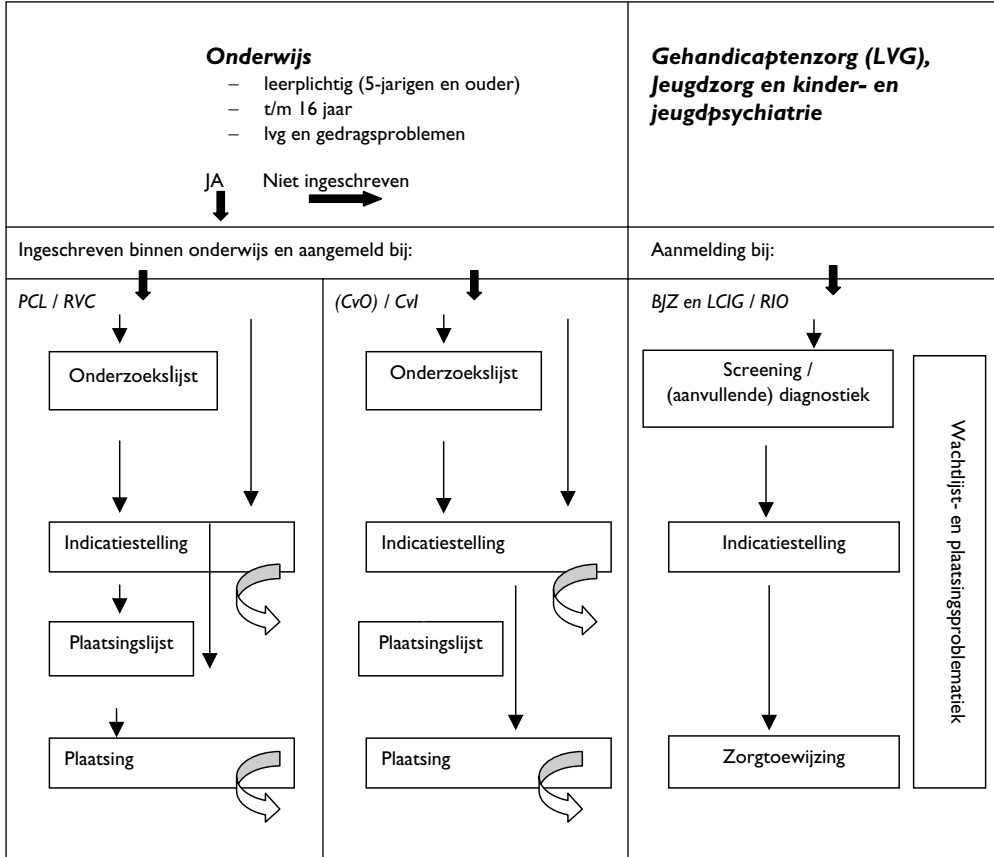 Onderwijs
– leerplichtig (5-jarigen en ouder)
– t/m 16 jaar
– lvg en gedragsproblemen
JA Niet ingeschreven
Gehandicaptenzorg (LVG),
Jeugdzorg en kinder- en
jeugdpsychiatrie
Ingeschreven binnen onderwijs en aangemeld bij:
Aanmelding bij:
PCL / RVC
Onderzoekslijst
Indicatiestelling
Plaatsingslijst
Plaatsing
(CvO) / CvI
Onderzoekslijst
Indicatiestelling
Plaatsingslijst
Plaatsing
BJZ en LCIG / RIO
Screening /
(aanvullende) diagnostiek
Indicatiestelling
Zorgtoewijzing
Wachtlijst- en plaatsingsproblematiek